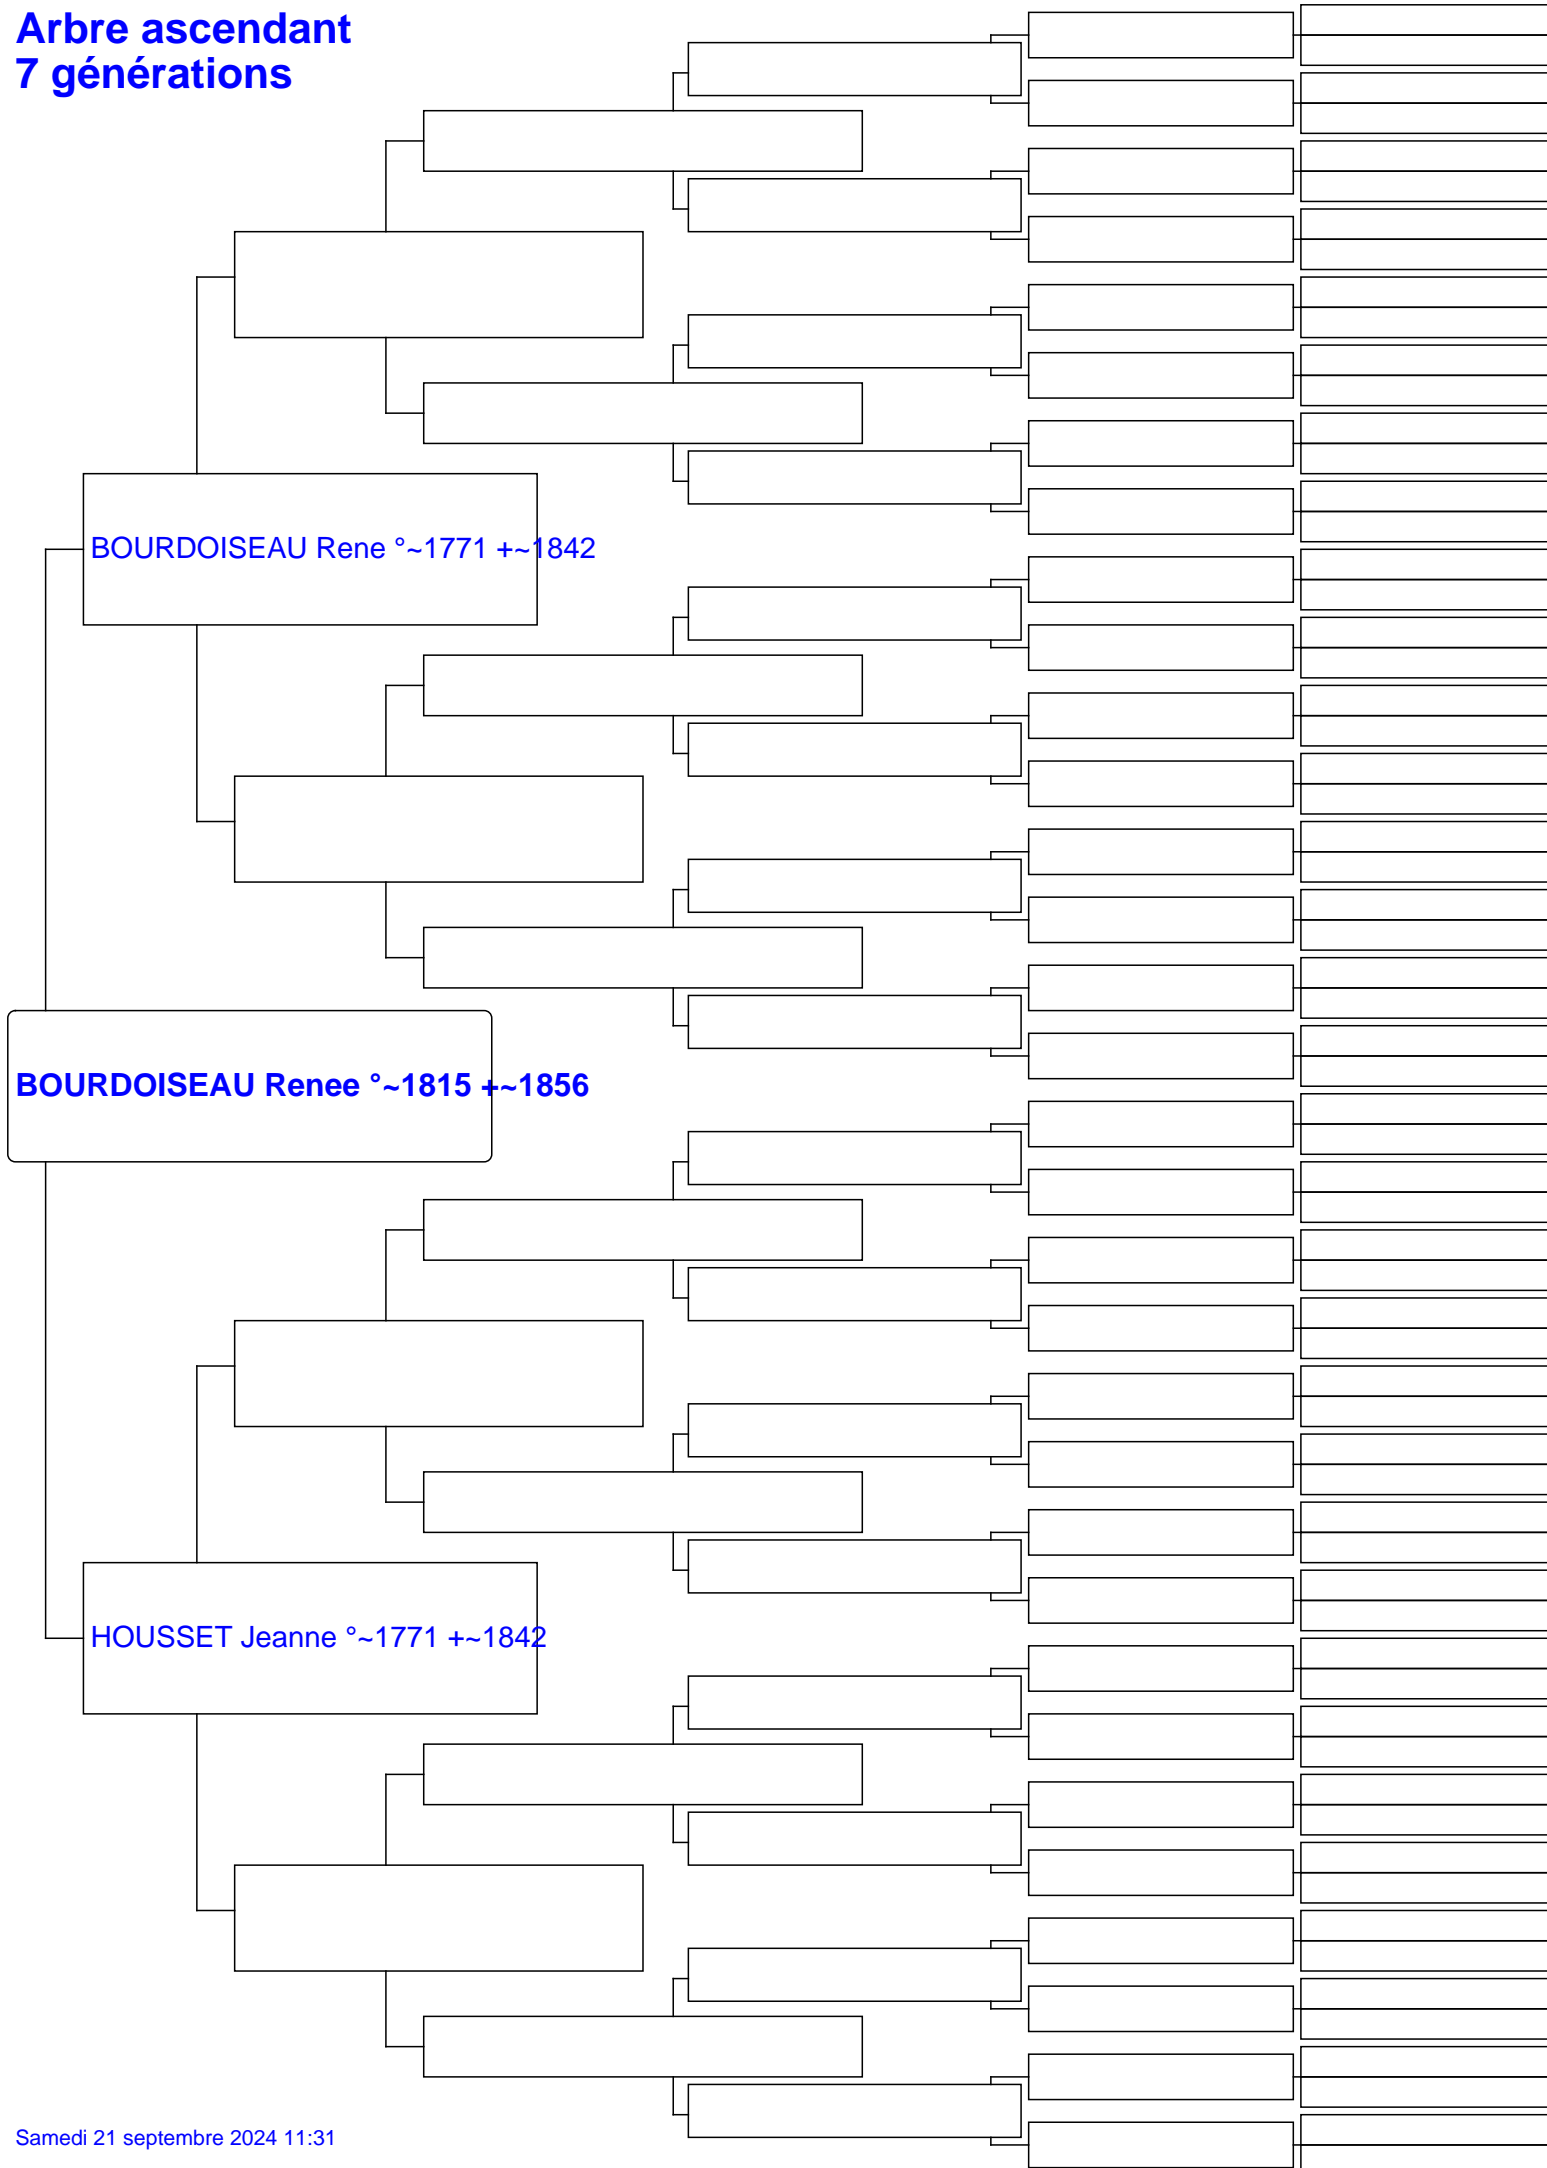 Arbre ascendant
7 générations
BOURDOISEAU Rene °~1771 +~1842
BOURDOISEAU Renee °~1815 +~1856
HOUSSET Jeanne °~1771 +~1842
Samedi 21 septembre 2024 11:31